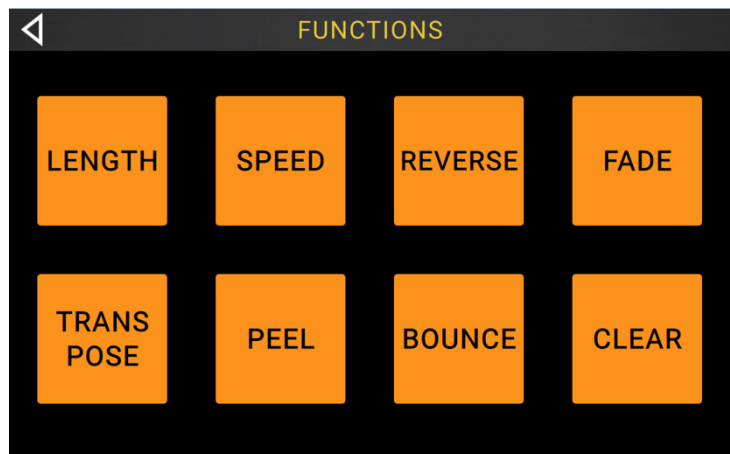 FUNCTIONS
LENGTH
SPEED
REVERSE
FADE
TRANS
POSE
PEEL
BOUNCE
CLEAR